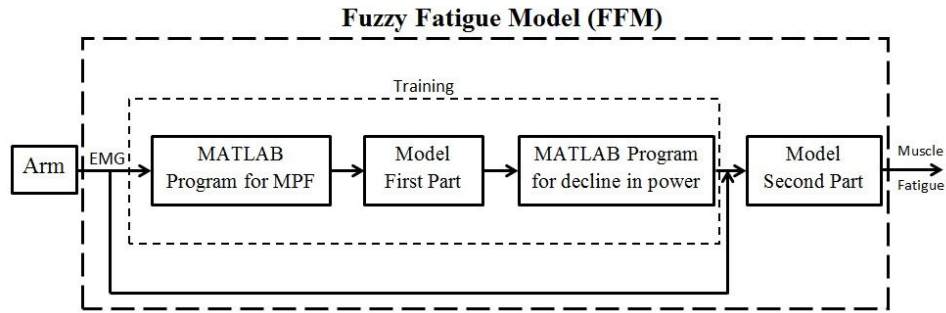 Fuzzy Fatigue Model (FFM)
Training
Arm
EMG
MATLAB
Program for MPF
Model
First Part
MATLAB Program
for decline in power
Model
Second Part
Muscle
Fatigue